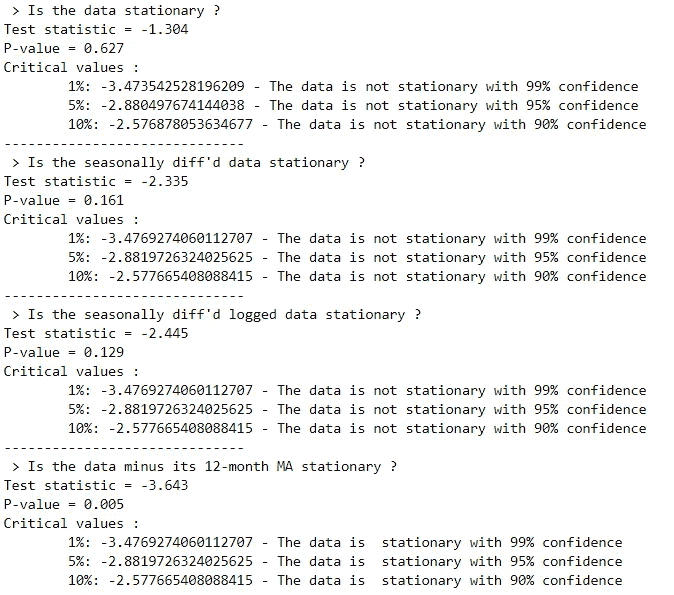 > Is the data stationary ?
Test statistic = -1.304
P-value = 0.627
Critical values :
1%: -3.473542528196209 - The data is not stationary with 99% confidence
5%: -2.880497674144038 - The data is not stationary with 95% confidence
10%: -2.576878053634677 - The data is not stationary with 90% confidence
------------------------------
> Is the seasonally diff'd data stationary ?
Test statistic = -2.335
P-value = 0.161
Critical values :
1%: -3.4769274060112707 - The data is not stationary with 99% confidence
5%: -2.8819726324025625 - The data is not stationary with 95% confidence
10%: -2.577665408088415 - The data is not stationary with 90% confidence
------------------------------
> Is the seasonally diff'd logged data stationary ?
Test statistic = -2.445
P-value = 0.129
Critical values :
1%: -3.4769274060112707 - The data is not stationary with 99% confidence
5%: -2.8819726324025625 - The data is not stationary with 95% confidence
10%: -2.577665408088415 - The data is not stationary with 90% confidence
------------------------------
> Is the data minus its 12-month MA stationary ?
Test statistic = -3.643
P-value = 0.005
Critical values :
1%: -3.4769274060112707 - The data is  stationary with 99% confidence
5%: -2.8819726324025625 - The data is  stationary with 95% confidence
10%: -2.577665408088415 - The data is  stationary with 90% confidence